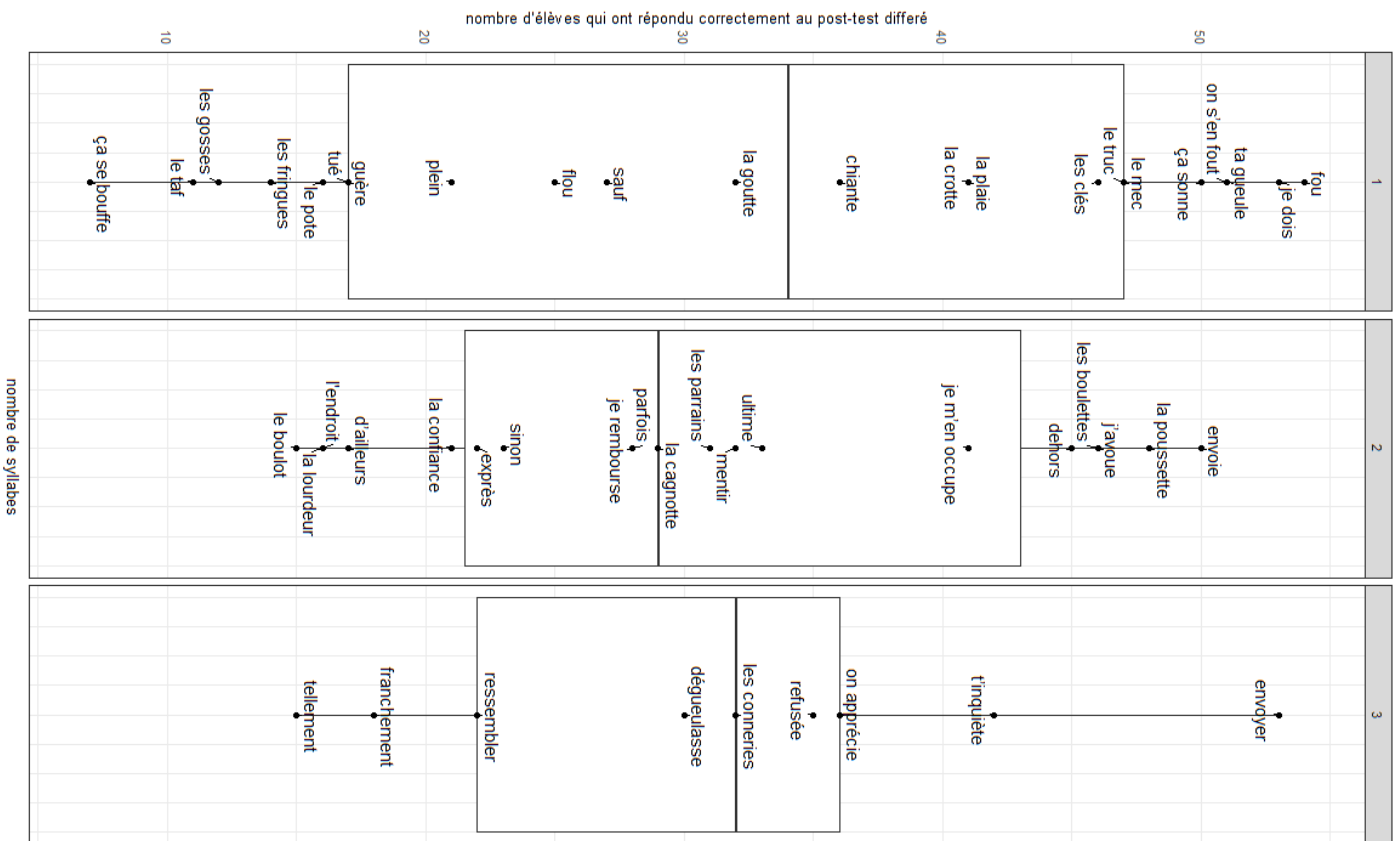 nombre d'élèves qui ont répondu correctement au post-test differé
10
20
30
40
50
1
fou
je dois
ta gueule
on s'en fout
ça sonne
le mec
le truc
les clés
la plaie
la crotte
chiante
la goutte
sauf
flou
plein
guère
tué
le pote
les fringues
les gosses
le taf
ça se bouffe
2
envoie
la poussette
j'avoue
les boulettes
dehors
je m'en occupe
ultime
mentir
les parrains
la cagnotte
parfois
je rembourse
sinon
exprès
la confiance
d'ailleurs
l'endroit
la lourdeur
le boulot
3
envoyer
t'inquiète
on apprécie
refusée
les conneries
dégueulasse
ressembler
franchement
tellement
nombre de syllabes